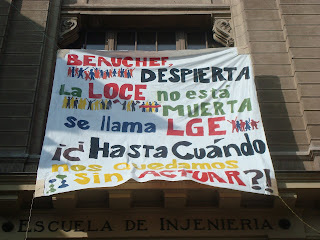 BEAUCHEF,
DESPIERTA
La LOCE no está
MUERTA
se llama LGE
¡¿Hasta Cuándo
nos quedamos
Sin ACTUAR?!
ESCUELA DE INJENIERIA